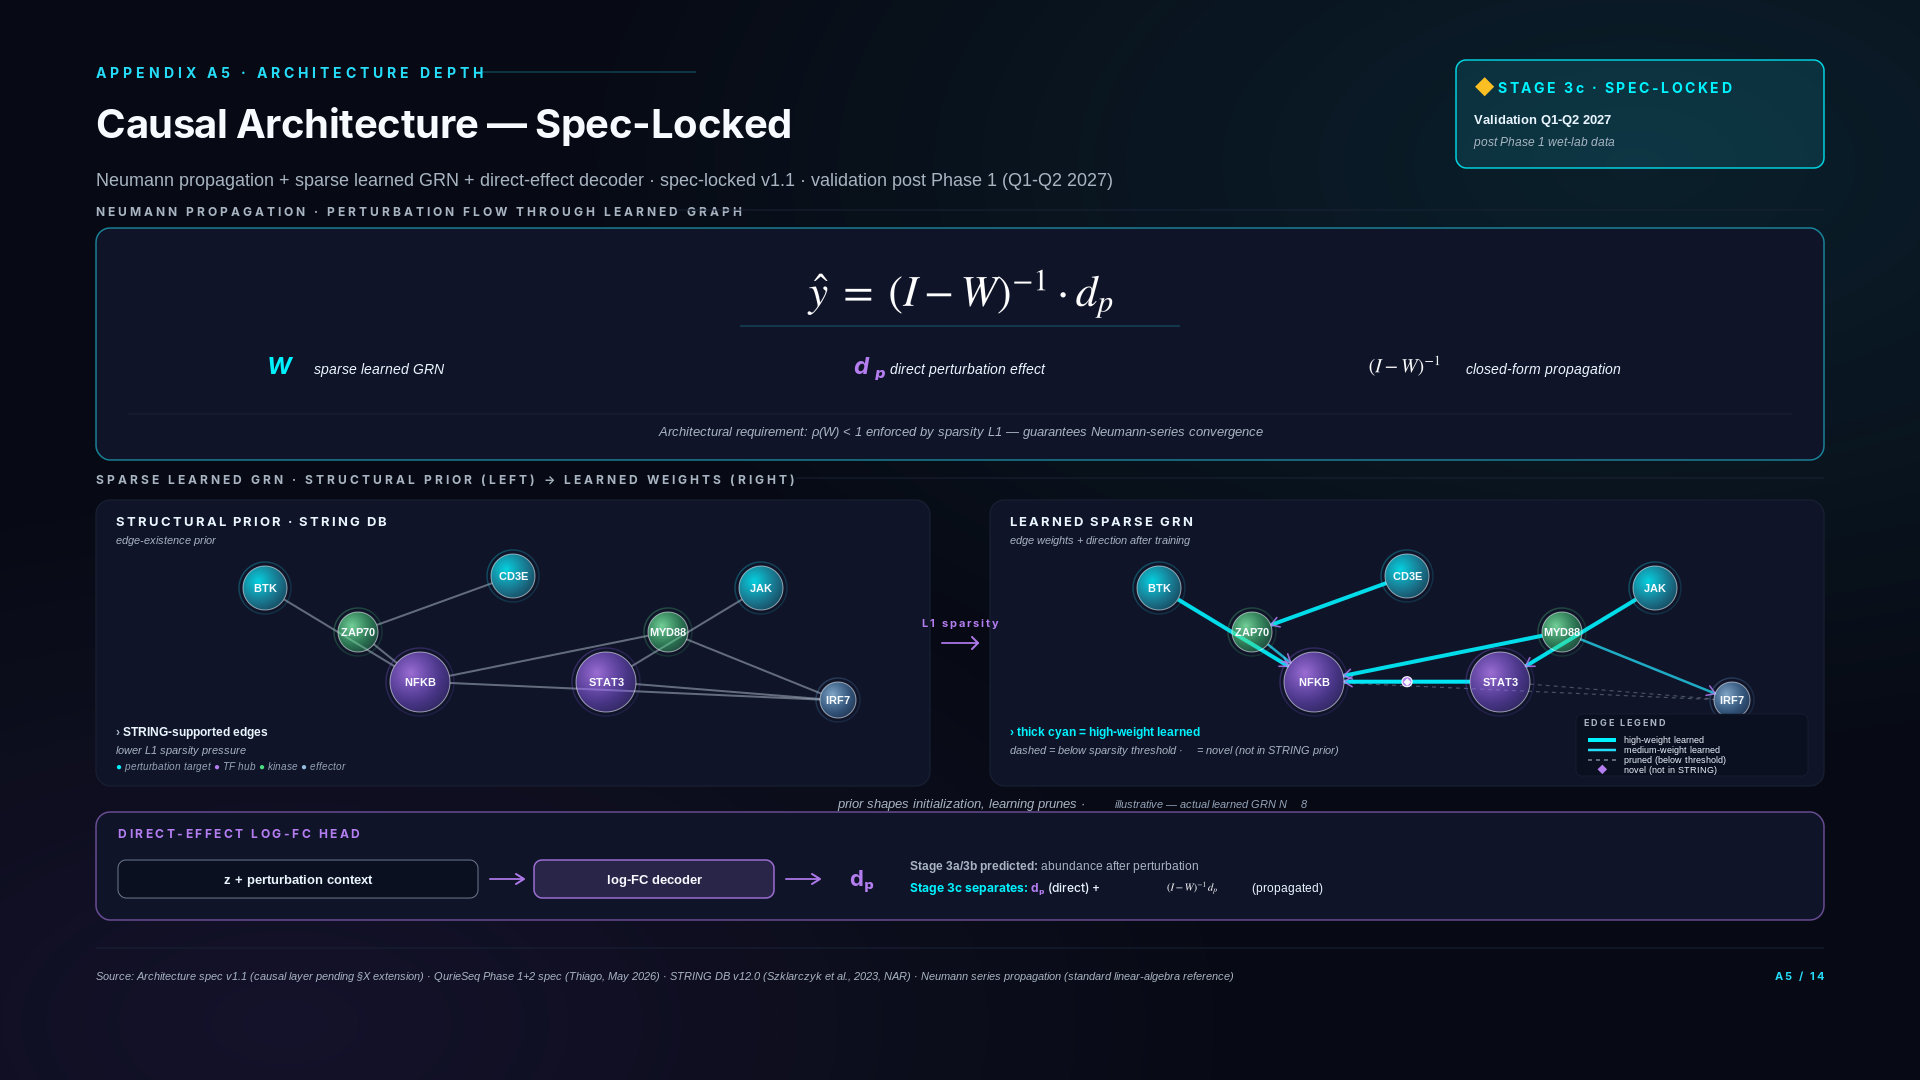 APPENDIX A5 · ARCHITECTURE DEPTH
Causal Architecture — Spec-Locked
Neumann propagation + sparse learned GRN + direct-effect decoder · spec-locked v1.1 · validation post Phase 1 (Q1-Q2 2027)
🔶 STAGE 3c · SPEC-LOCKED
Validation Q1-Q2 2027
post Phase 1 wet-lab data
NEUMANN PROPAGATION · PERTURBATION FLOW THROUGH LEARNED GRAPH
ŷ = (I − W)⁻¹ · dₚ
W sparse learned GRN
d p direct perturbation effect
(I − W)⁻¹ closed-form propagation
Architectural requirement: ρ(W) < 1 enforced by sparsity L1 — guarantees Neumann-series convergence
SPARSE LEARNED GRN · STRUCTURAL PRIOR (LEFT) → LEARNED WEIGHTS (RIGHT)
STRUCTURAL PRIOR · STRING DB
edge-existence prior
BTK
CD3E
JAK
ZAP70
MYD88
NFKB
STAT3
IRF7
› STRING-supported edges
lower L1 sparsity pressure
● perturbation target ● TF hub ● kinase ● effector
L1 sparsity
LEARNED SPARSE GRN
edge weights + direction after training
BTK
CD3E
JAK
ZAP70
MYD88
NFKB
STAT3
IRF7
› thick cyan = high-weight learned
dashed = below sparsity threshold · = novel (not in STRING prior)
EDGE LEGEND
high-weight learned
medium-weight learned
pruned (below threshold)
novel (not in STRING)
prior shapes initialization, learning prunes · illustrative — actual learned GRN N 8
DIRECT-EFFECT LOG-FC HEAD
z + perturbation context
log-FC decoder
dₚ
Stage 3a/3b predicted: abundance after perturbation
Stage 3c separates: dₚ (direct) + (I − W)⁻¹ dₚ (propagated)
Source: Architecture spec v1.1 (causal layer pending §X extension) · QurieSeq Phase 1+2 spec (Thiago, May 2026) · STRING DB v12.0 (Szklarczyk et al., 2023, NAR) · Neumann series propagation (standard linear-algebra reference)
A5 / 14